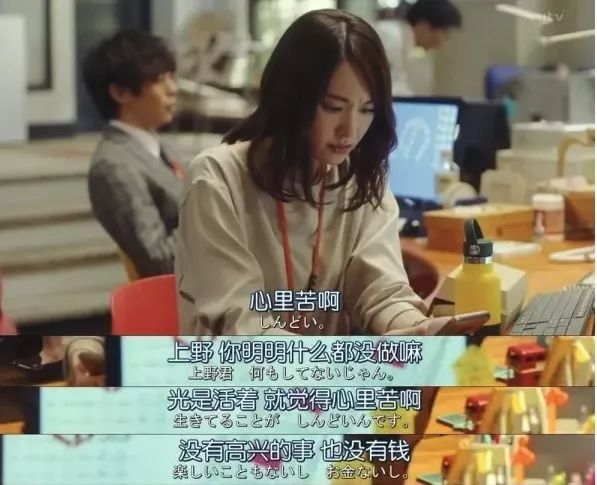 ytv
心里苦啊
しんどい。
上野 你明明什么都没做嘛
上野君 何もしてないじゃん。
光是活着 就觉得心里苦啊
生きてることが しんどいんです。
没有高兴的事 也没有钱
楽しいこともないし お金ないし。